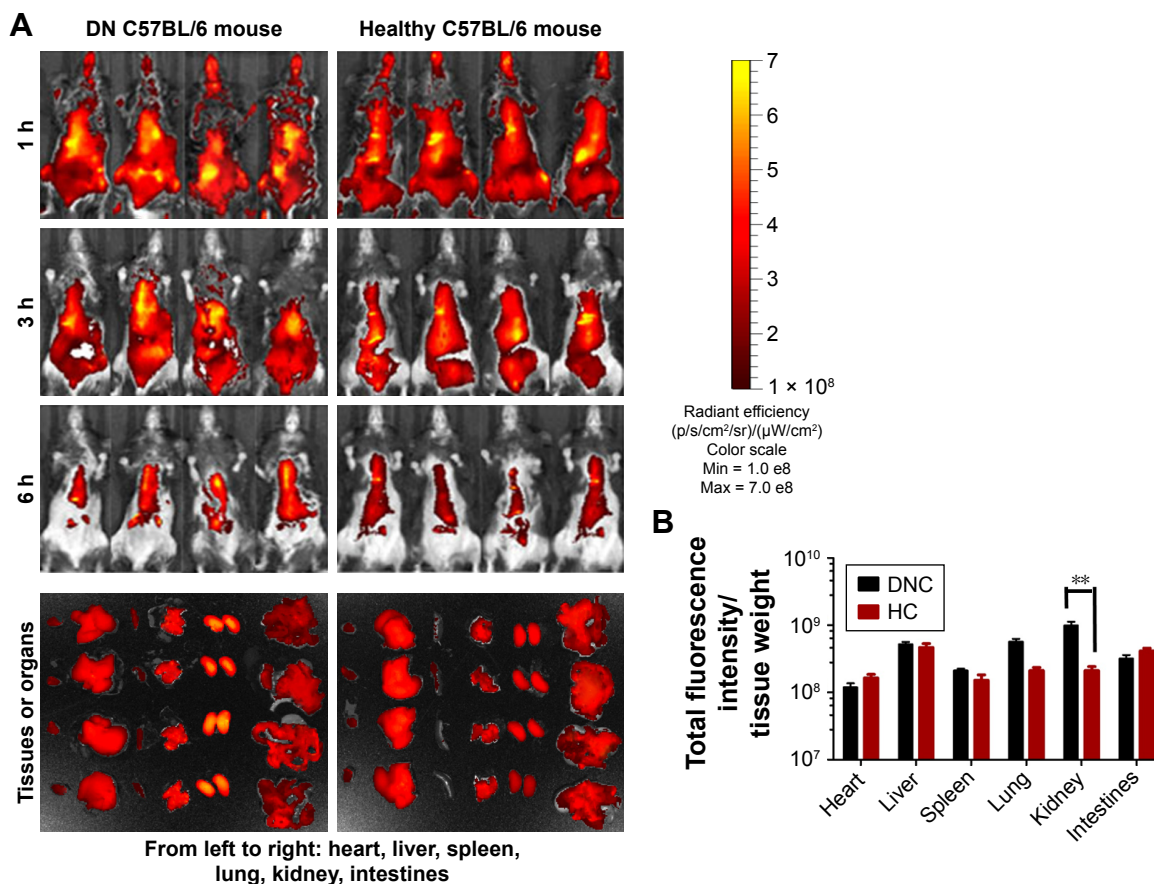 A
DN C57BL/6 mouse
Healthy C57BL/6 mouse
1 h
3 h
6 h
Tissues or organs
From left to right: heart, liver, spleen,
lung, kidney, intestines
7
6
5
4
3
2
1 × 10⁸
Radiant efficiency
(p/s/cm²/sr)/(µW/cm²)
Color scale
Min = 1.0 e8
Max = 7.0 e8
B
Total fluorescence
intensity/
tissue weight
10¹⁰
10⁹
10⁸
10⁷
DNC
HC
**
Heart
Liver
Spleen
Lung
Kidney
Intestines